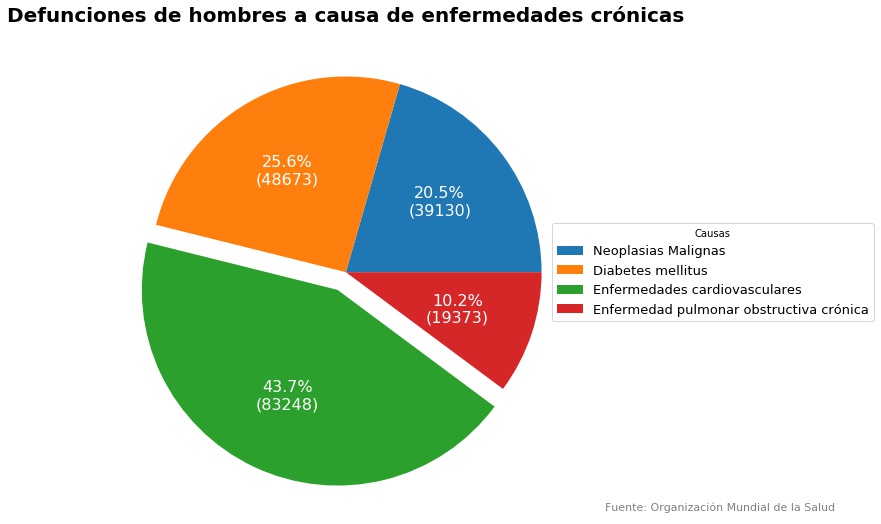 Defunciones de hombres a causa de enfermedades crónicas
25.6%
(48673)
20.5%
(39130)
Causas
Neoplasias Malignas
Diabetes mellitus
Enfermedades cardiovasculares
Enfermedad pulmonar obstructiva crónica
10.2%
(19373)
43.7%
(83248)
Fuente: Organización Mundial de la Salud